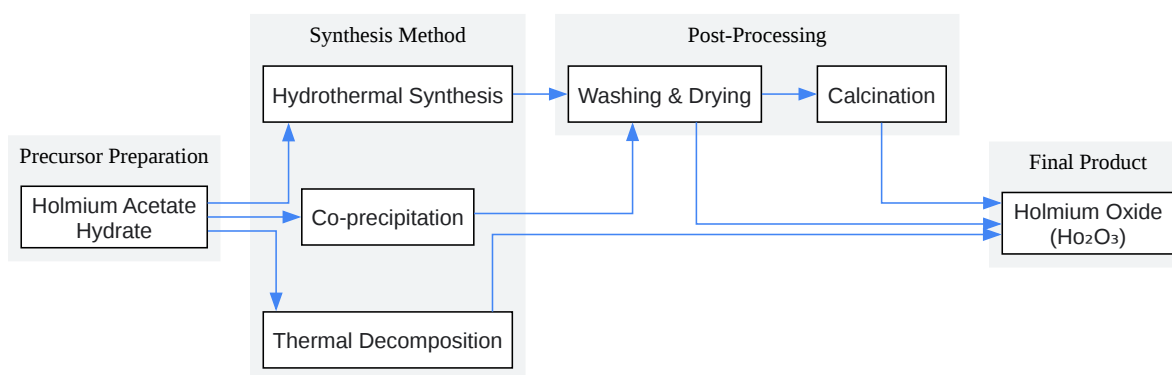 Synthesis Method
Post-Processing
Hydrothermal Synthesis
Washing & Drying
Calcination
Precursor Preparation
Final Product
Holmium Acetate
Hydrate
Co-precipitation
Holmium Oxide
(Ho₂O₃)
Thermal Decomposition